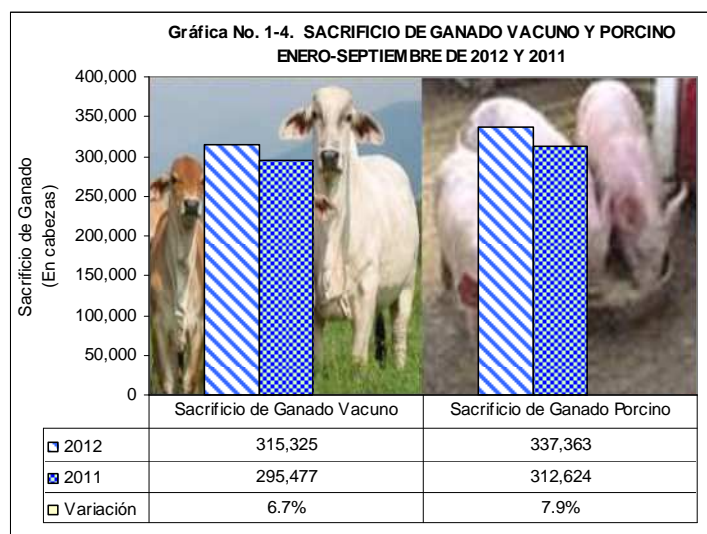 Gráfica No. 1-4. SACRIFICIO DE GANADO VACUNO Y PORCINO
ENERO-SEPTIEMBRE DE 2012 Y 2011
Sacrificio de Ganado
(En cabezas)
400,000
350,000
300,000
250,000
200,000
150,000
100,000
50,000
0
Sacrificio de Ganado Vacuno Sacrificio de Ganado Porcino
2012 315,325 337,363
2011 295,477 312,624
Variación 6.7% 7.9%